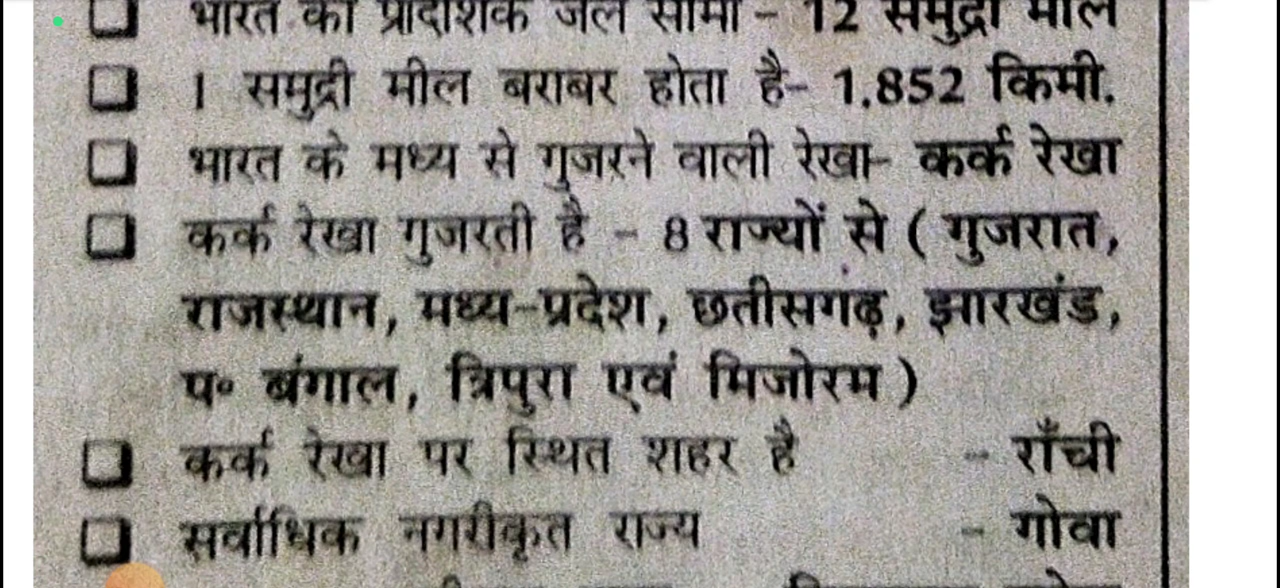 भारत की प्रादेशिक जल सीमा - 12 समुद्री मील
1 समुद्री मील बराबर होता है- 1.852 किमी.
भारत के मध्य से गुजरने वाली रेखा- कर्क रेखा
कर्क रेखा गुजरती है - 8 राज्यों से ( गुजरात,
राजस्थान, मध्य-प्रदेश, छतीसगढ़, झारखंड,
प॰ बंगाल, त्रिपुरा एवं मिजोरम )
कर्क रेखा पर स्थित शहर है - राँची
सर्वाधिक नगरीकृत राज्य - गोवा